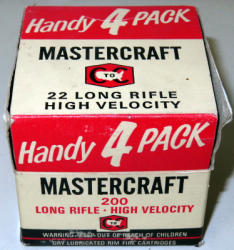 Handy 4 PACK
MASTERCRAFT
C TO C
22 LONG RIFLE
HIGH VELOCITY
Handy 4 PACK
MASTERCRAFT
200
LONG RIFLE • HIGH VELOCITY
WARNING-KEEP OUT OF REACH OF CHILDREN
DRY LUBRICATED RIM FIRE CARTRIDGES